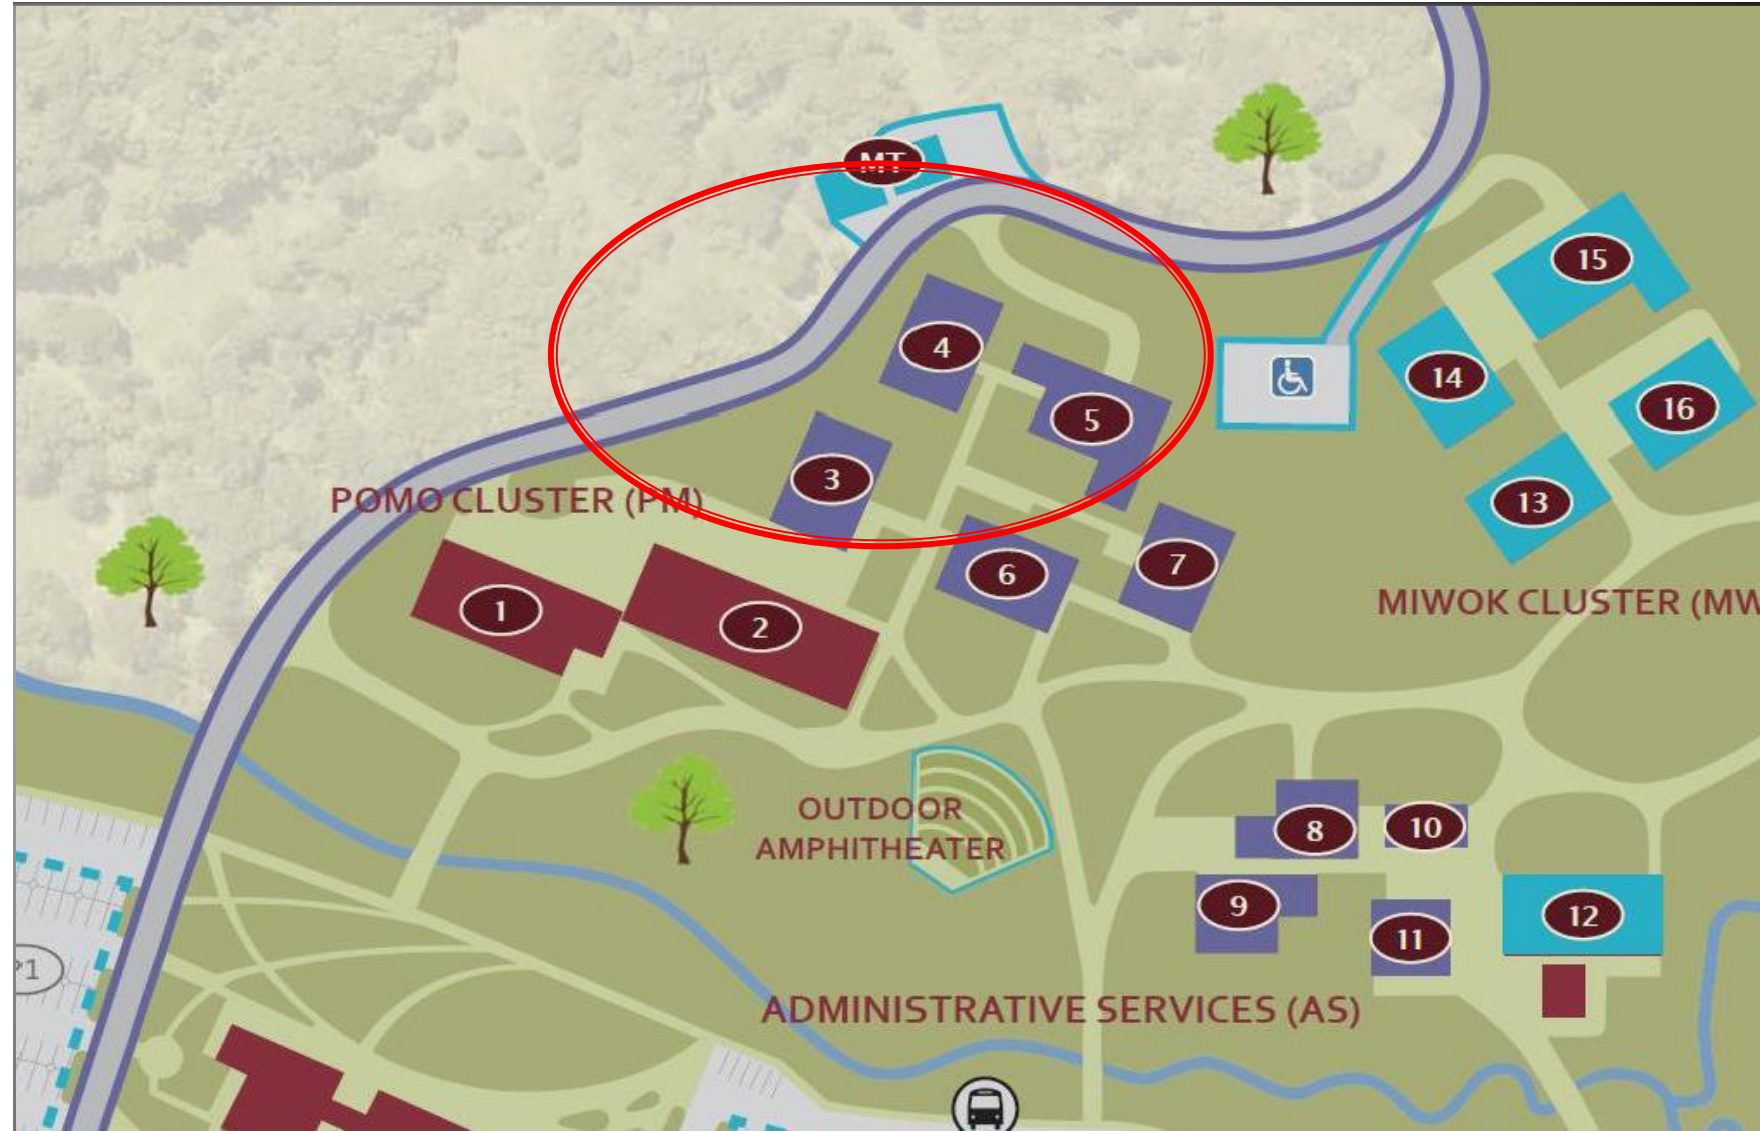 MT
15
4
14
5
16
3
POMO CLUSTER (PM)
13
7
6
MIWOK CLUSTER (MW
1
2
OUTDOOR
AMPHITHEATER
8
10
9
12
11
P1
ADMINISTRATIVE SERVICES (AS)